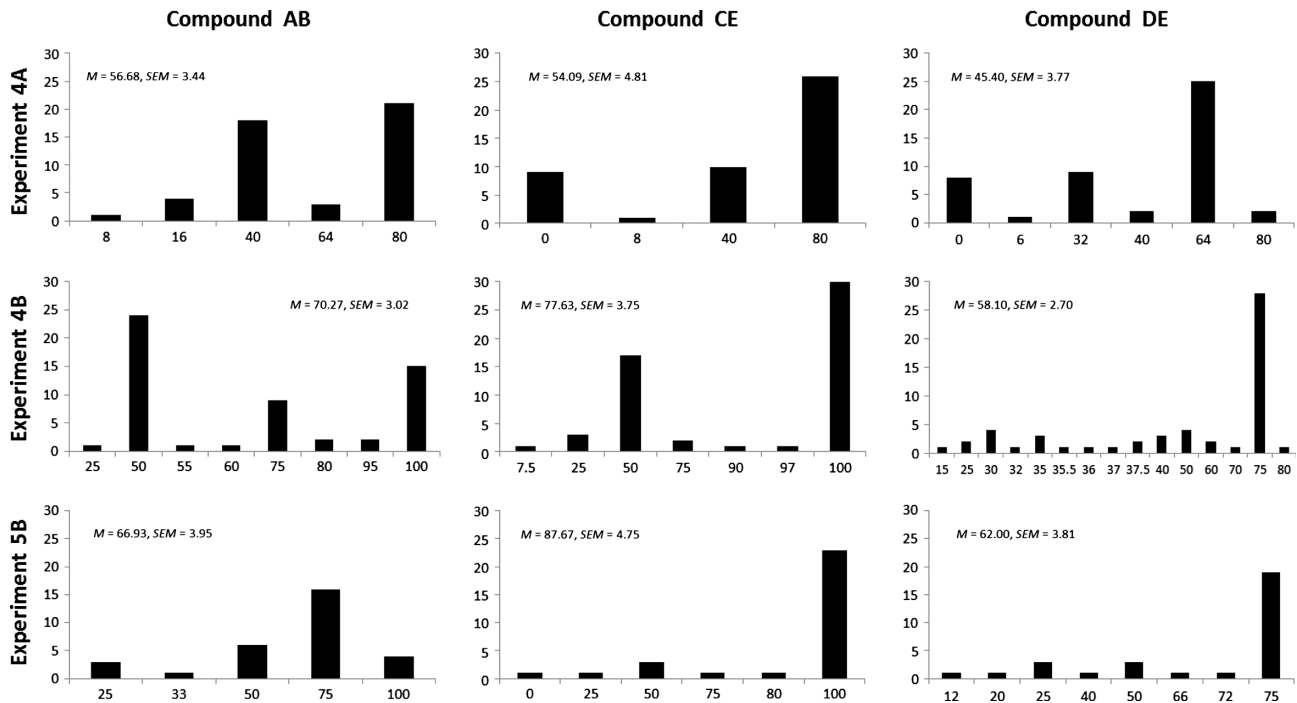 Compound AB
Compound CE
Compound DE
Experiment 4A
30
25
20
15
10
5
0
M = 56.68, SEM = 3.44
8 16 40 64 80
30
25
20
15
10
5
0
M = 54.09, SEM = 4.81
0 8 40 80
30
25
20
15
10
5
0
M = 45.40, SEM = 3.77
0 6 32 40 64 80
Experiment 4B
30
25
20
15
10
5
0
M = 70.27, SEM = 3.02
25 50 55 60 75 80 95 100
30
25
20
15
10
5
0
M = 77.63, SEM = 3.75
7.5 25 50 75 90 97 100
30
25
20
15
10
5
0
M = 58.10, SEM = 2.70
15 25 30 32 35 35.5 36 37 37.5 40 50 60 70 75 80
Experiment 5B
30
25
20
15
10
5
0
M = 66.93, SEM = 3.95
25 33 50 75 100
30
25
20
15
10
5
0
M = 87.67, SEM = 4.75
0 25 50 75 80 100
30
25
20
15
10
5
0
M = 62.00, SEM = 3.81
12 20 25 40 50 66 72 75